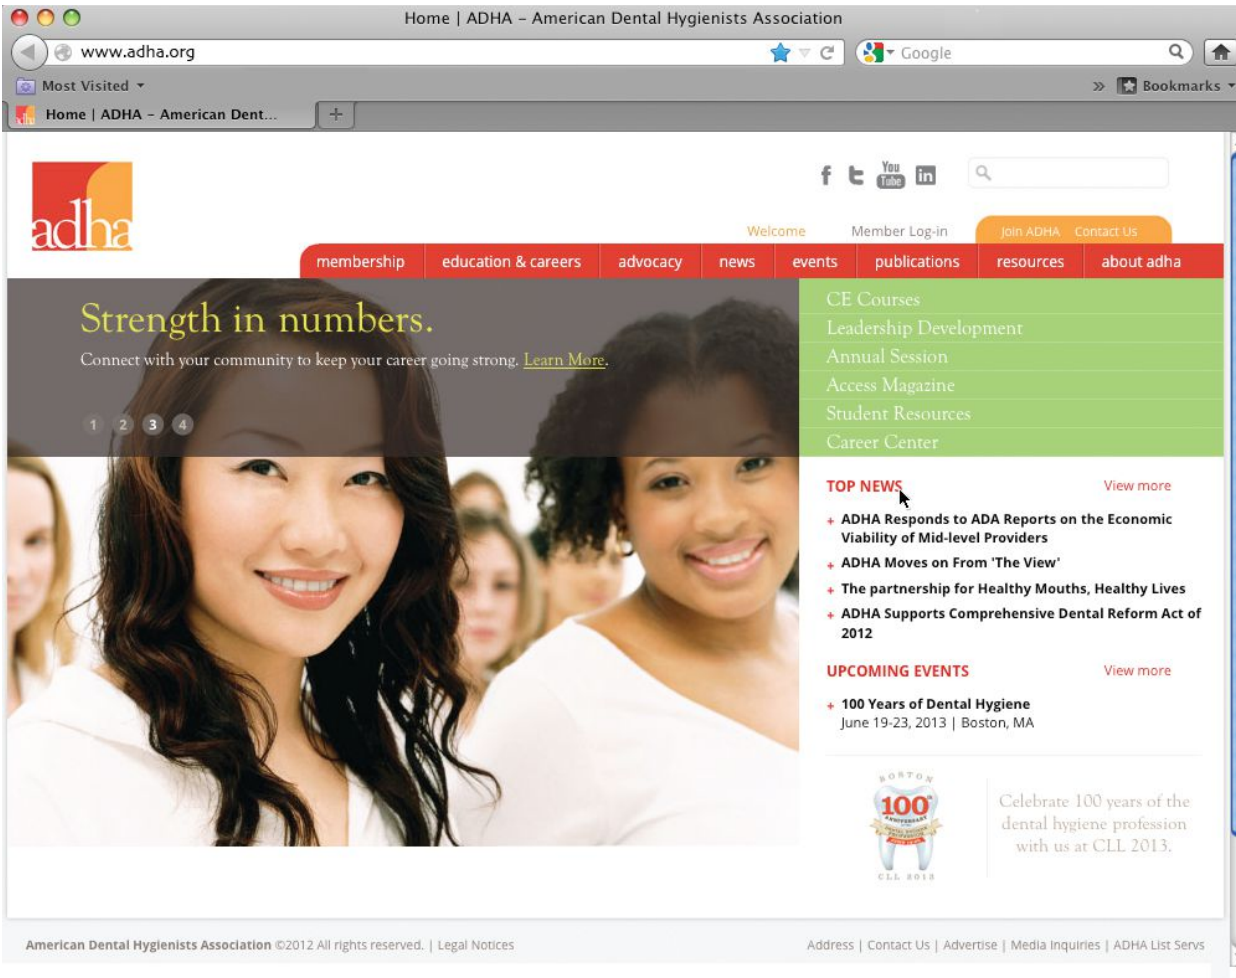 Home | ADHA – American Dental Hygienists Association
www.adha.org
Google
Most Visited
Bookmarks
Home | ADHA – American Dent...
adha
You
Tube
in
Welcome
Member Log-in
Join ADHA Contact Us
adha
membership education & careers advocacy news events publications resources about adha
Strength in numbers.
Connect with your community to keep your career going strong. Learn More.
1 2 3 4
CE Courses
Leadership Development
Annual Session
Access Magazine
Student Resources
Career Center
TOP NEWS View more
+ ADHA Responds to ADA Reports on the Economic
Viability of Mid-level Providers
+ ADHA Moves on From 'The View'
+ The partnership for Healthy Mouths, Healthy Lives
+ ADHA Supports Comprehensive Dental Reform Act of
2012
UPCOMING EVENTS View more
+ 100 Years of Dental Hygiene
June 19-23, 2013 | Boston, MA
BOSTON
100th
ANNIVERSARY
CLL 2013
Celebrate 100 years of the
dental hygiene profession
with us at CLL 2013.
American Dental Hygienists Association ©2012 All rights reserved. | Legal Notices
Address | Contact Us | Advertise | Media Inquiries | ADHA List Servs